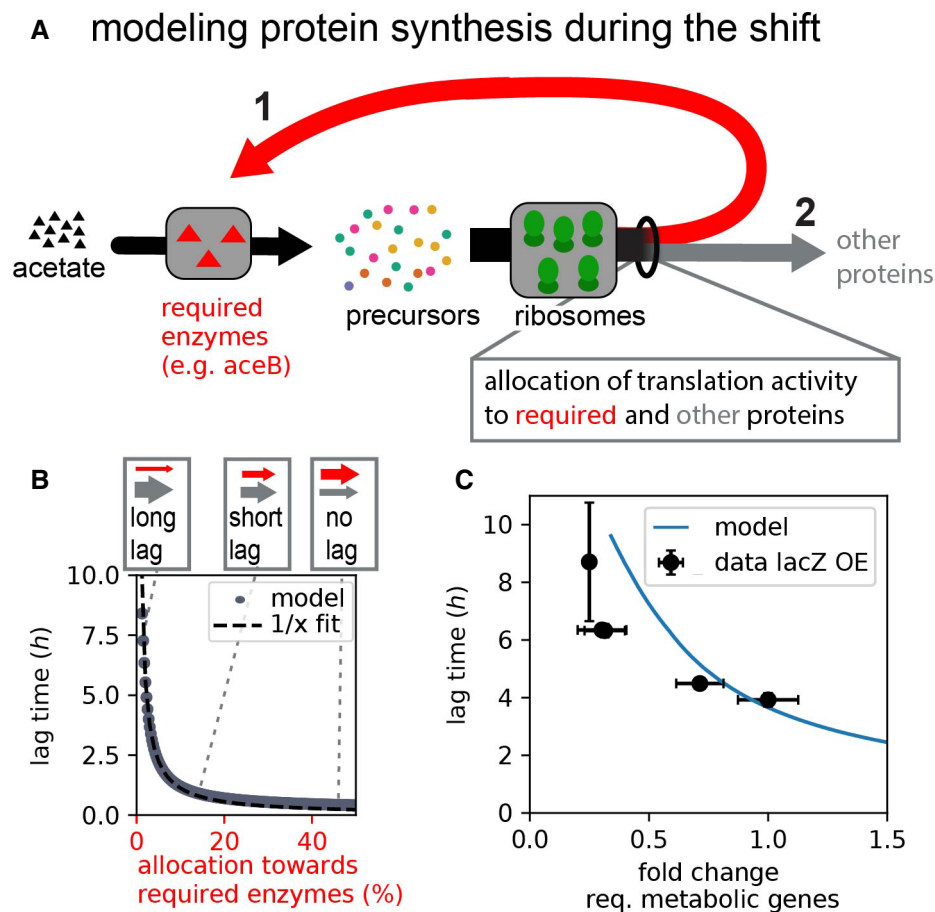 A modeling protein synthesis during the shift
1
2
acetate
required
enzymes
(e.g. aceB)
precursors
ribosomes
other
proteins
allocation of translation activity
to required and other proteins
B
long
lag
short
lag
no
lag
10.0
7.5
5.0
2.5
0.0
lag time (h)
model
1/x fit
0 20 40
allocation towards
required enzymes (%)
C
10
8
6
4
2
0
lag time (h)
model
data lacZ OE
0.0 0.5 1.0 1.5
fold change
req. metabolic genes